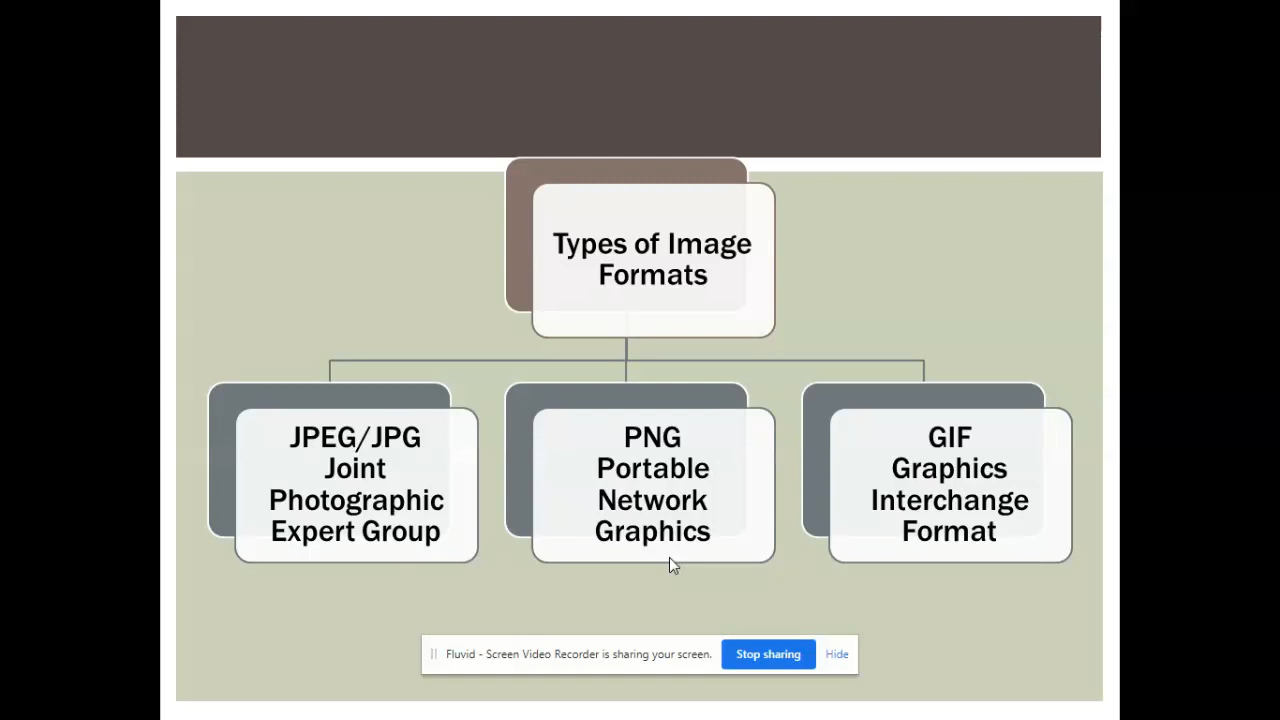 Types of Image
Formats
JPEG/JPG
Joint
Photographic
Expert Group
PNG
Portable
Network
Graphics
GIF
Graphics
Interchange
Format
Fluvid - Screen Video Recorder is sharing your screen.
Stop sharing
Hide